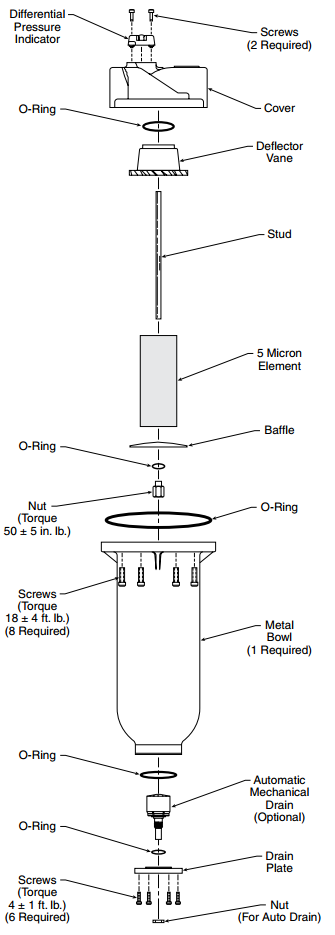 Differential
Pressure
Indicator
Screws
(2 Required)
Cover
O-Ring
Deflector
Vane
Stud
5 Micron
Element
Baffle
O-Ring
Nut
(Torque
50 ± 5 in. lb.)
O-Ring
Screws
(Torque
18 ± 4 ft. lb.)
(8 Required)
Metal
Bowl
(1 Required)
O-Ring
Automatic
Mechanical
Drain
(Optional)
O-Ring
Drain
Plate
Screws
(Torque
4 ± 1 ft. lb.)
(6 Required)
Nut
(For Auto Drain)